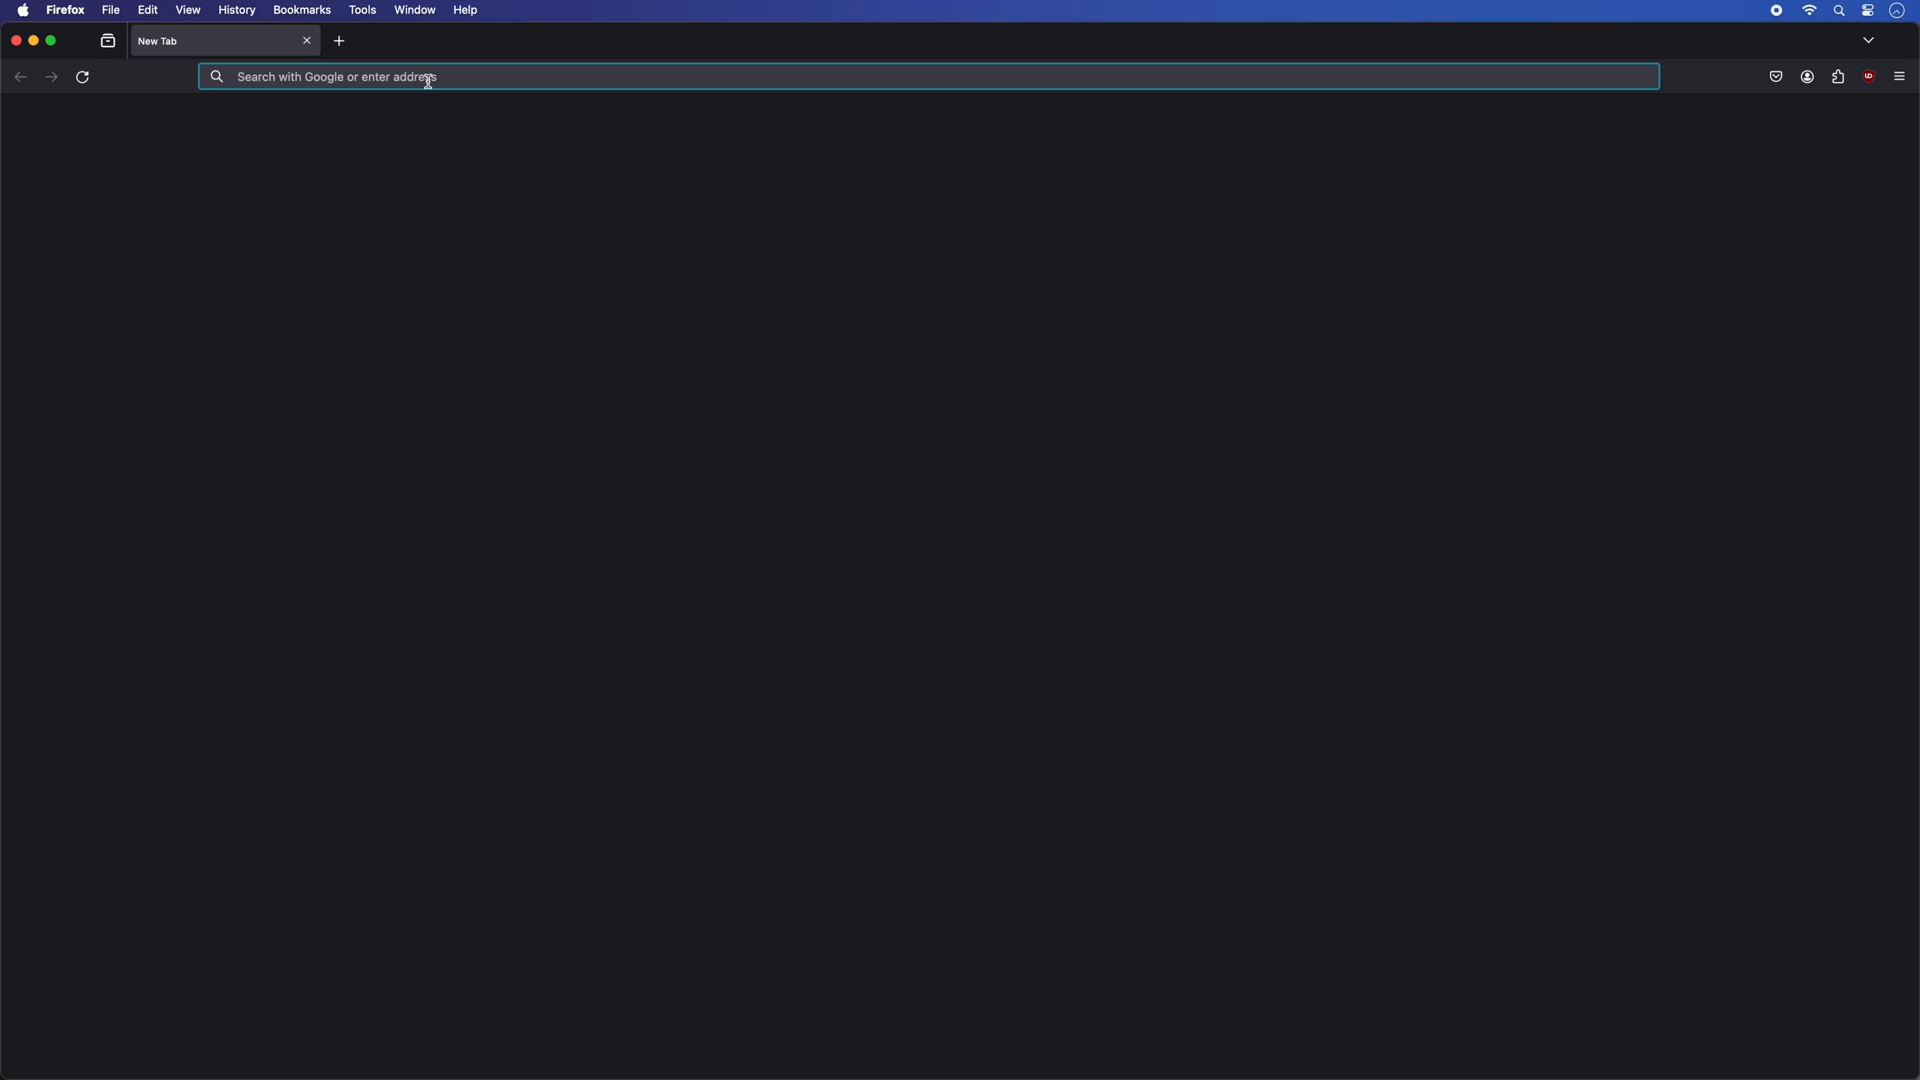 Firefox File Edit View History Bookmarks Tools Window Help
New Tab
Search with Google or enter address